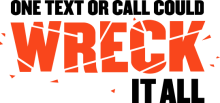 ONE TEXT OR CALL COULD
WRECK
IT ALL